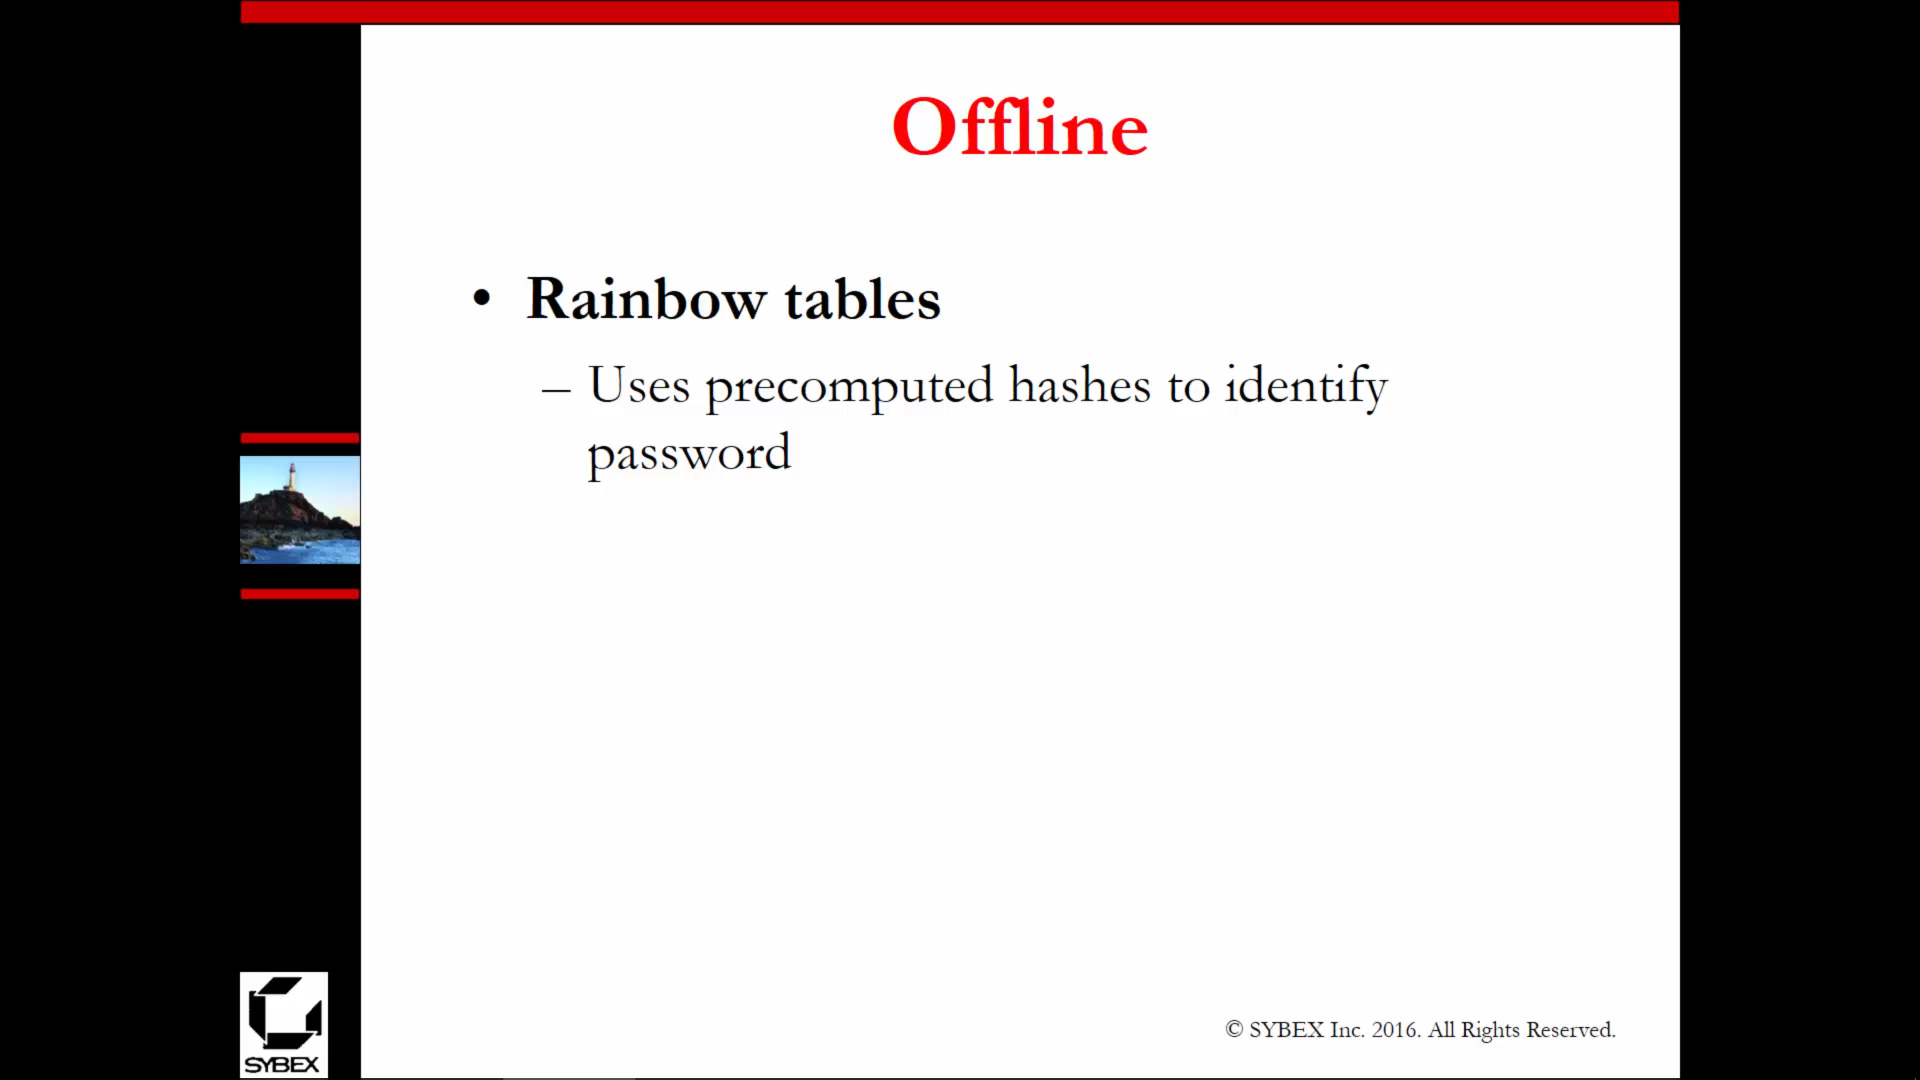 Offline
• Rainbow tables
– Uses precomputed hashes to identify
password
SYBEX
© SYBEX Inc. 2016. All Rights Reserved.